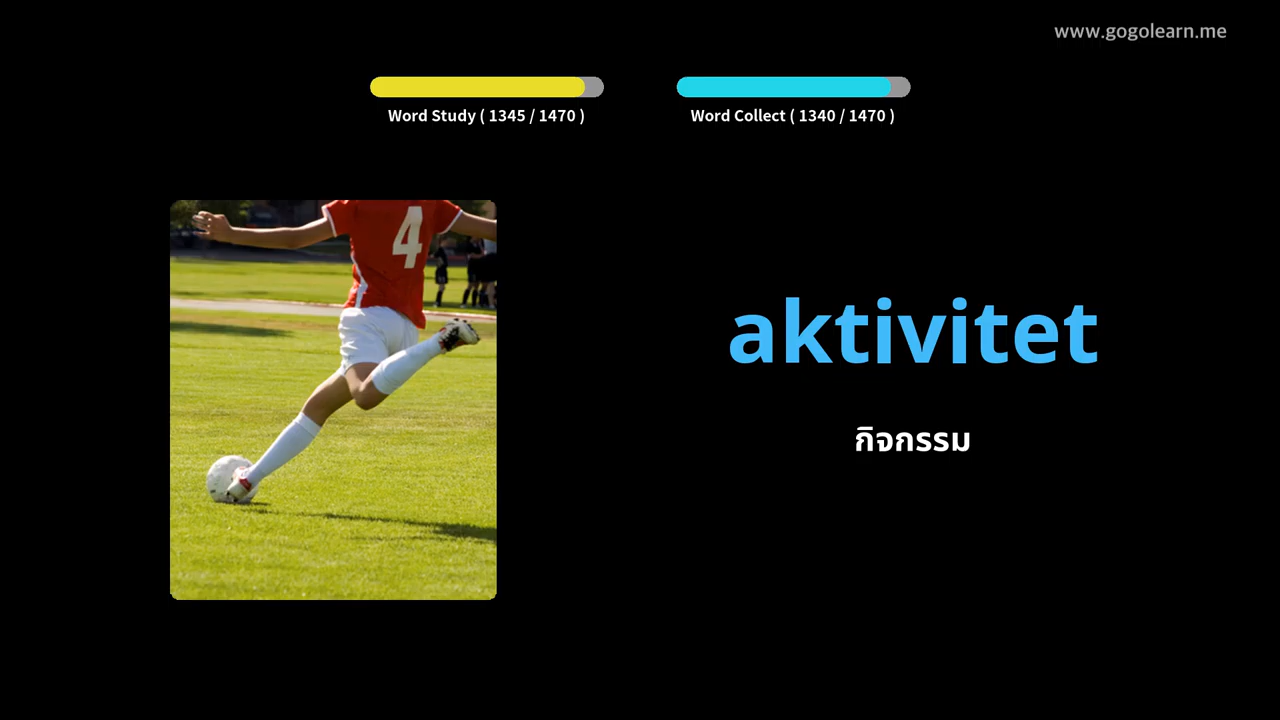 www.gogolearn.me
Word Study ( 1345 / 1470 )
Word Collect ( 1340 / 1470 )
4
aktivitet
กิจกรรม